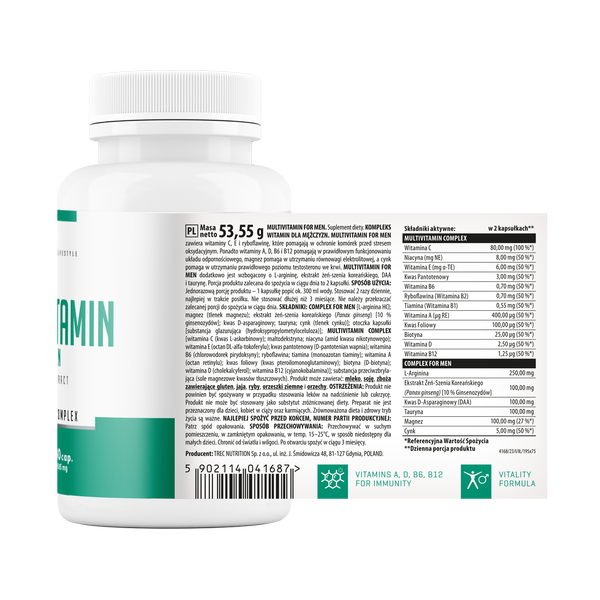 LIFESTYLE
TAMIN
MPLEX
0cap.
PL
Masa netto 53,55 g
MULTIVITAMIN FOR MEN. Suplement diety. KOMPLEKS
WITAMIN DLA MĘŻCZYZN. MULTIVITAMIN FOR MEN
zawiera witaminy C, E i ryboflawinę, które pomagają w ochronie komórek przed stresem
oksydacyjnym. Ponadto witaminy A, D, B6 i B12 pomagają w prawidłowym funkcjonowaniu
układu odpornościowego, magnez pomaga w utrzymaniu równowagi elektrolitowej, a cynk
pomaga w utrzymaniu prawidłowego poziomu testosteronu we krwi. MULTIVITAMIN FOR
MEN dodatkowo jest wzbogacono o L-argininę, ekstrakt żeń-szenia koreańskiego, DAA
i taurynę. Porcja produktu zalecana do spożycia w ciągu dnia to 2 kapsułki. SPOSÓB UŻYCIA:
Jednorazową porcję produktu – 1 kapsułkę popić ok. 300 ml wody. Stosować 2 razy dziennie,
najlepiej w trakcie posiłku. Nie stosować dłużej niż 3 miesiące. Nie należy przekraczać
zalecanej porcji do spożycia w ciągu dnia. SKŁADNIKI: COMPLEX FOR MEN [L-arginina HCl;
magnez (tlenek magnezu); ekstrakt żeń-szenia koreańskiego (Panax ginseng) [10 %
ginsenozydów]; kwas D-asparaginowy; tauryna; cynk (tlenek cynku)]; otoczka kapsułki
[substancja glazurująca (hydroksypropylometyloceluloza)]; MULTIVITAMIN COMPLEX
[witamina C (kwas L-askorbinowy); maltodekstryna; niacyna (amid kwasu nikotynowego);
witamina E (octan DL-alfa-tokoferylu); kwas pantotenowy (D-pantotenian wapnia); witamina
B6 (chlorowodorek pirydoksyny); ryboflawina; tiamina (monoazotan tiaminy); witamina A
(octan retinylu); kwas foliowy (kwas pteroilomonoglutaminowy); biotyna (D-biotyna); witamina
D (cholekalcyferol); witamina B12 (cyjanokobalamina)]; substancja przeciwzbrylająca
(sole magnezowe kwasów tłuszczowych). Produkt może zawierać: mleko, soję, zboża
zawierające gluten, jaja, ryby, orzeszki ziemne i orzechy. OSTRZEŻENIA: Produkt nie
powinien być spożywany w przypadku stosowania leków na nadciśnienie lub cukrzycę.
Produkt nie może być stosowany jako substytut zróżnicowanej diety. Preparat nie jest
przeznaczony dla dzieci, kobiet w ciąży oraz karmiących. Zrównoważona dieta i zdrowy tryb
życia są ważne. NAJLEPIEJ SPOŻYĆ PRZED KOŃCEM, NUMER PARTII PRODUKCYJNEJ:
Patrz spód opakowania. SPOSÓB PRZECHOWYWANIA: Przechowywać w suchym
pomieszczeniu, w zamkniętym opakowaniu, w temp. 15–25°C, w sposób niedostępny dla
małych dzieci. Chronić od światła i wilgoci. Po otwarciu spożyć w ciągu 3 miesięcy.
Producent: TREC NUTRITION Sp. z o.o., ul. J. Śmidowicza 48, 81-127 Gdynia, POLAND.
5 902114 041687 >
Składniki aktywne: w 2 kapsułkach**
MULTIVITAMIN COMPLEX
Witamina C 80,00 mg (100 %*)
Niacyna (mg NE) 8,00 mg (50 %*)
Witamina E (mg α-TE) 6,00 mg (50 %*)
Kwas Pantotenowy 3,00 mg (50 %*)
Witamina B6 0,70 mg (50 %*)
Ryboflawina (Witamina B2) 0,70 mg (50 %*)
Tiamina (Witamina B1) 0,55 mg (50 %*)
Witamina A (µg RE) 400,00 µg (50 %*)
Kwas Foliowy 100,00 µg (50 %*)
Biotyna 25,00 µg (50 %*)
Witamina D 2,50 µg (50 %*)
Witamina B12 1,25 µg (50 %*)
COMPLEX FOR MEN
L-Arginina 250,00 mg
Ekstrakt Żeń-Szenia Koreańskiego
(Panax ginseng) [10 % Ginsenozydów] 100,00 mg
Kwas D-Asparaginowy (DAA) 100,00 mg
Tauryna 100,00 mg
Magnez 100,00 mg (27 %*)
Cynk 5,00 mg (50 %*)
*Referencyjna Wartość Spożycia
**Dzienna porcja produktu
4168/23/I/B/195x75
VITAMINS A, D, B6, B12
FOR IMMUNITY
VITALITY
FORMULA